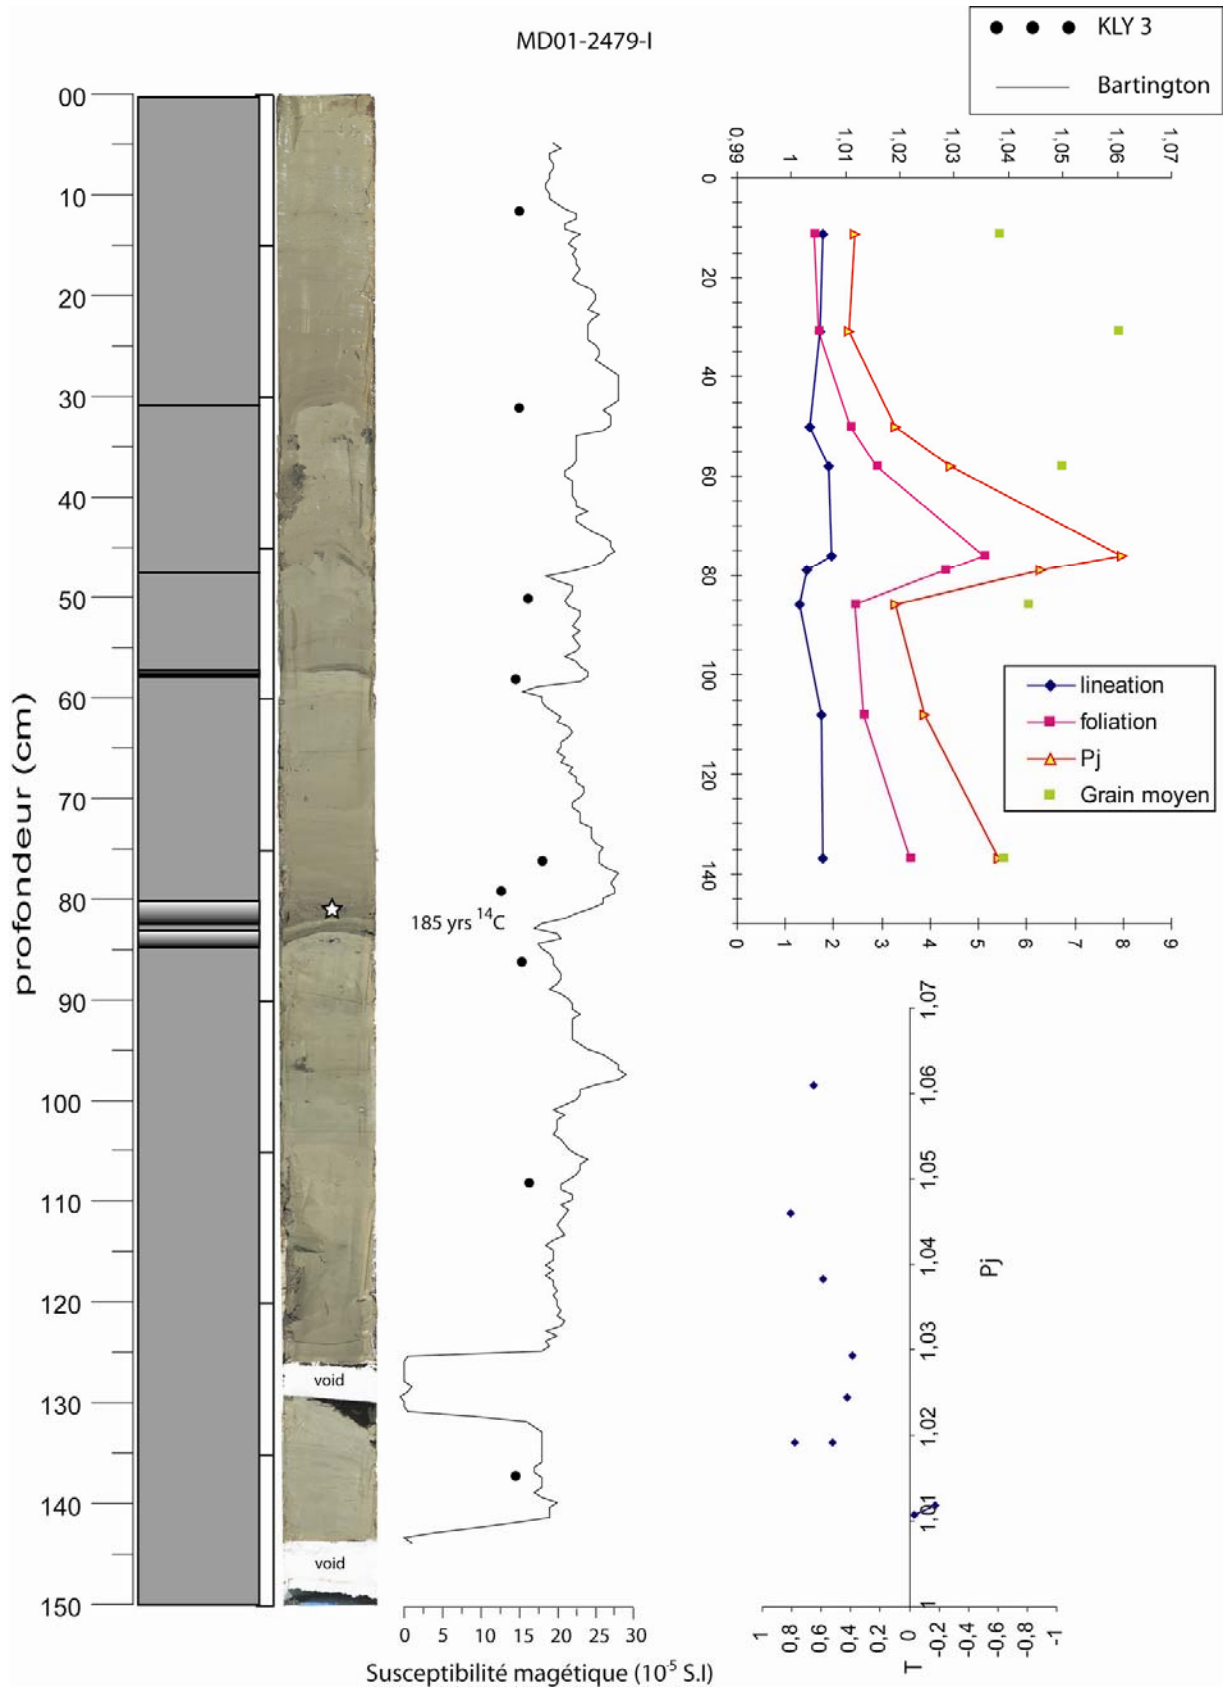 MD01-2479-I
KLY 3
Bartington
profondeur (cm)
00
10
20
30
40
50
60
70
80
90
100
110
120
130
140
150
185 yrs 14C
void
void
0 5 10 15 20 25 30
Susceptibilité magétique (10-5 S.I)
0,99 1 1,01 1,02 1,03 1,04 1,05 1,06 1,07
0
20
40
60
80
100
120
140
0 1 2 3 4 5 6 7 8 9
lineation
foliation
Pj
Grain moyen
1,07
1,06
1,05
1,04
1,03
1,02
1,01
1
Pj
1 0,8 0,6 0,4 0,2 0 -0,2 -0,4 -0,6 -0,8 -1
T